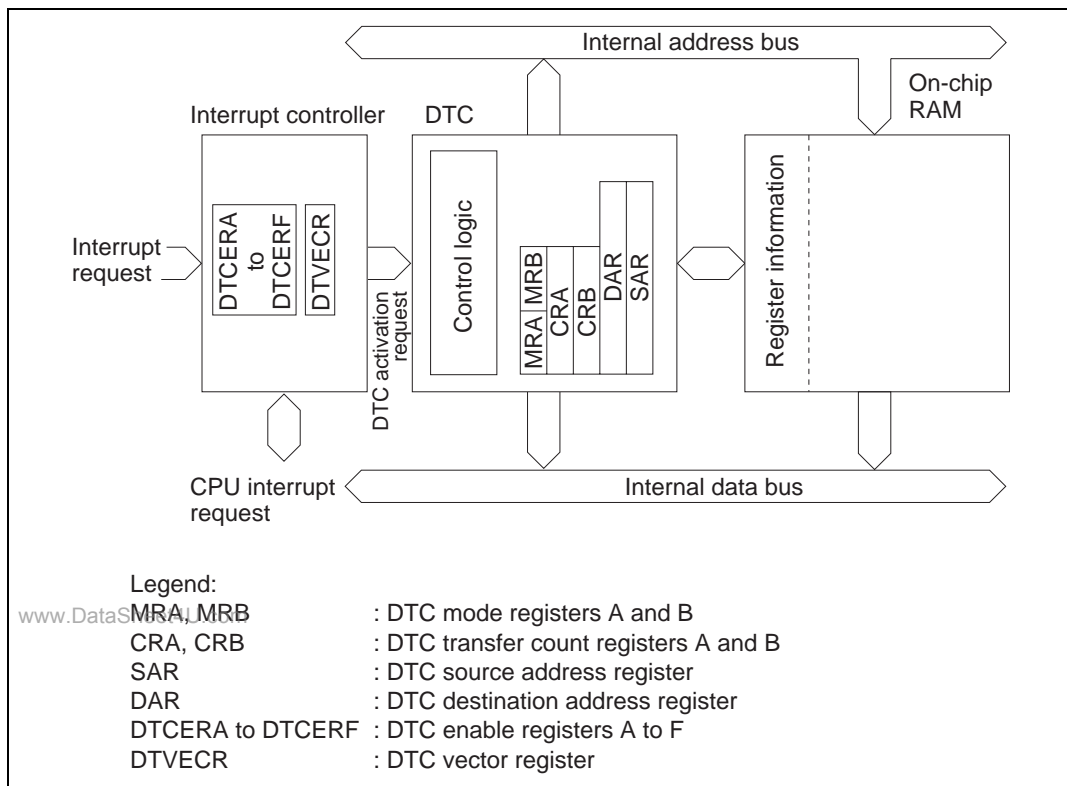 Internal address bus
On-chip
RAM
Interrupt controller
DTC
Interrupt
request
DTCERA
to
DTCERF
DTVECR
DTC activation
request
Control logic
MRA MRB
CRA
CRB
DAR
SAR
Register information
CPU interrupt
request
Internal data bus
Legend:
MRA, MRB : DTC mode registers A and B
www.DataSheet4U.com
CRA, CRB : DTC transfer count registers A and B
SAR : DTC source address register
DAR : DTC destination address register
DTCERA to DTCERF : DTC enable registers A to F
DTVECR : DTC vector register